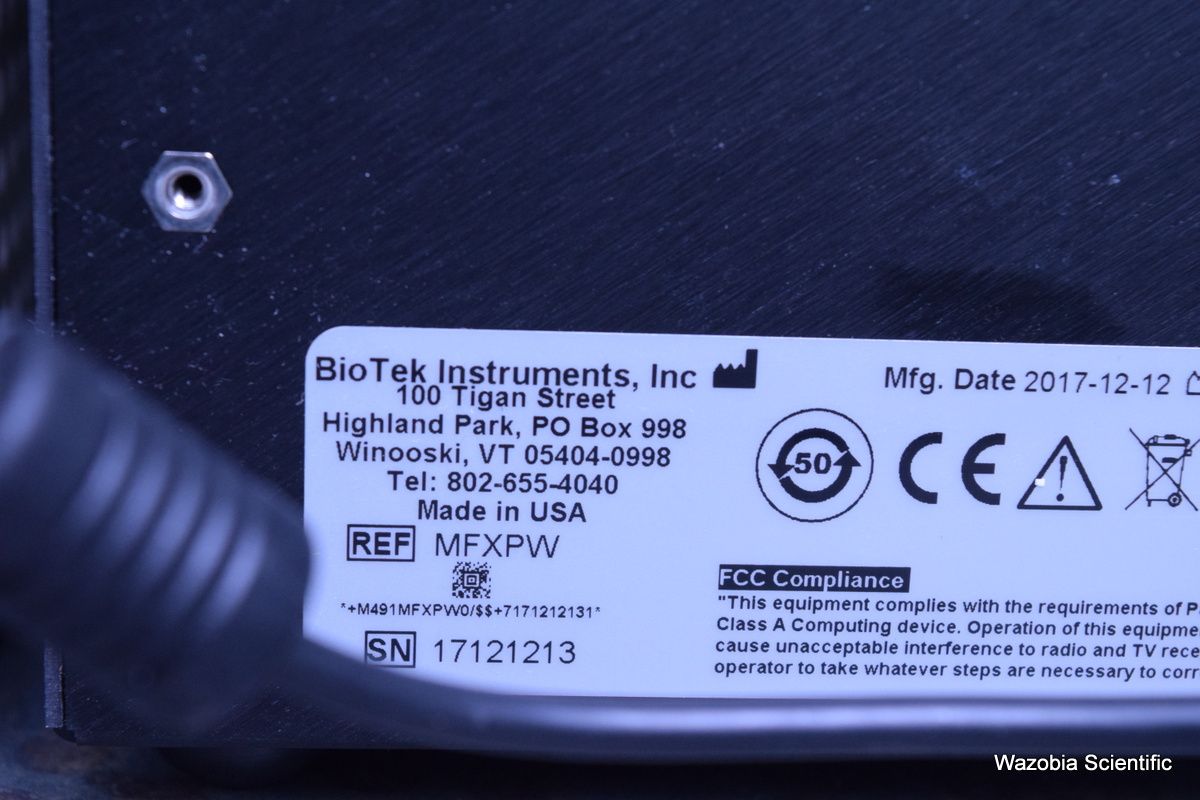 BioTek Instruments, Inc
100 Tigan Street
Highland Park, PO Box 998
Winooski, VT 05404-0998
Tel: 802-655-4040
Made in USA
REF MFXPW
*+M491MFXPW0/$$+7171212131*
SN 17121213
Mfg. Date 2017-12-12
50
CE
FCC Compliance
"This equipment complies with the requirements of
Class A Computing device. Operation of this
cause unacceptable interference to radio and TV
operator to take whatever steps are necessary to
Wazobia Scientific